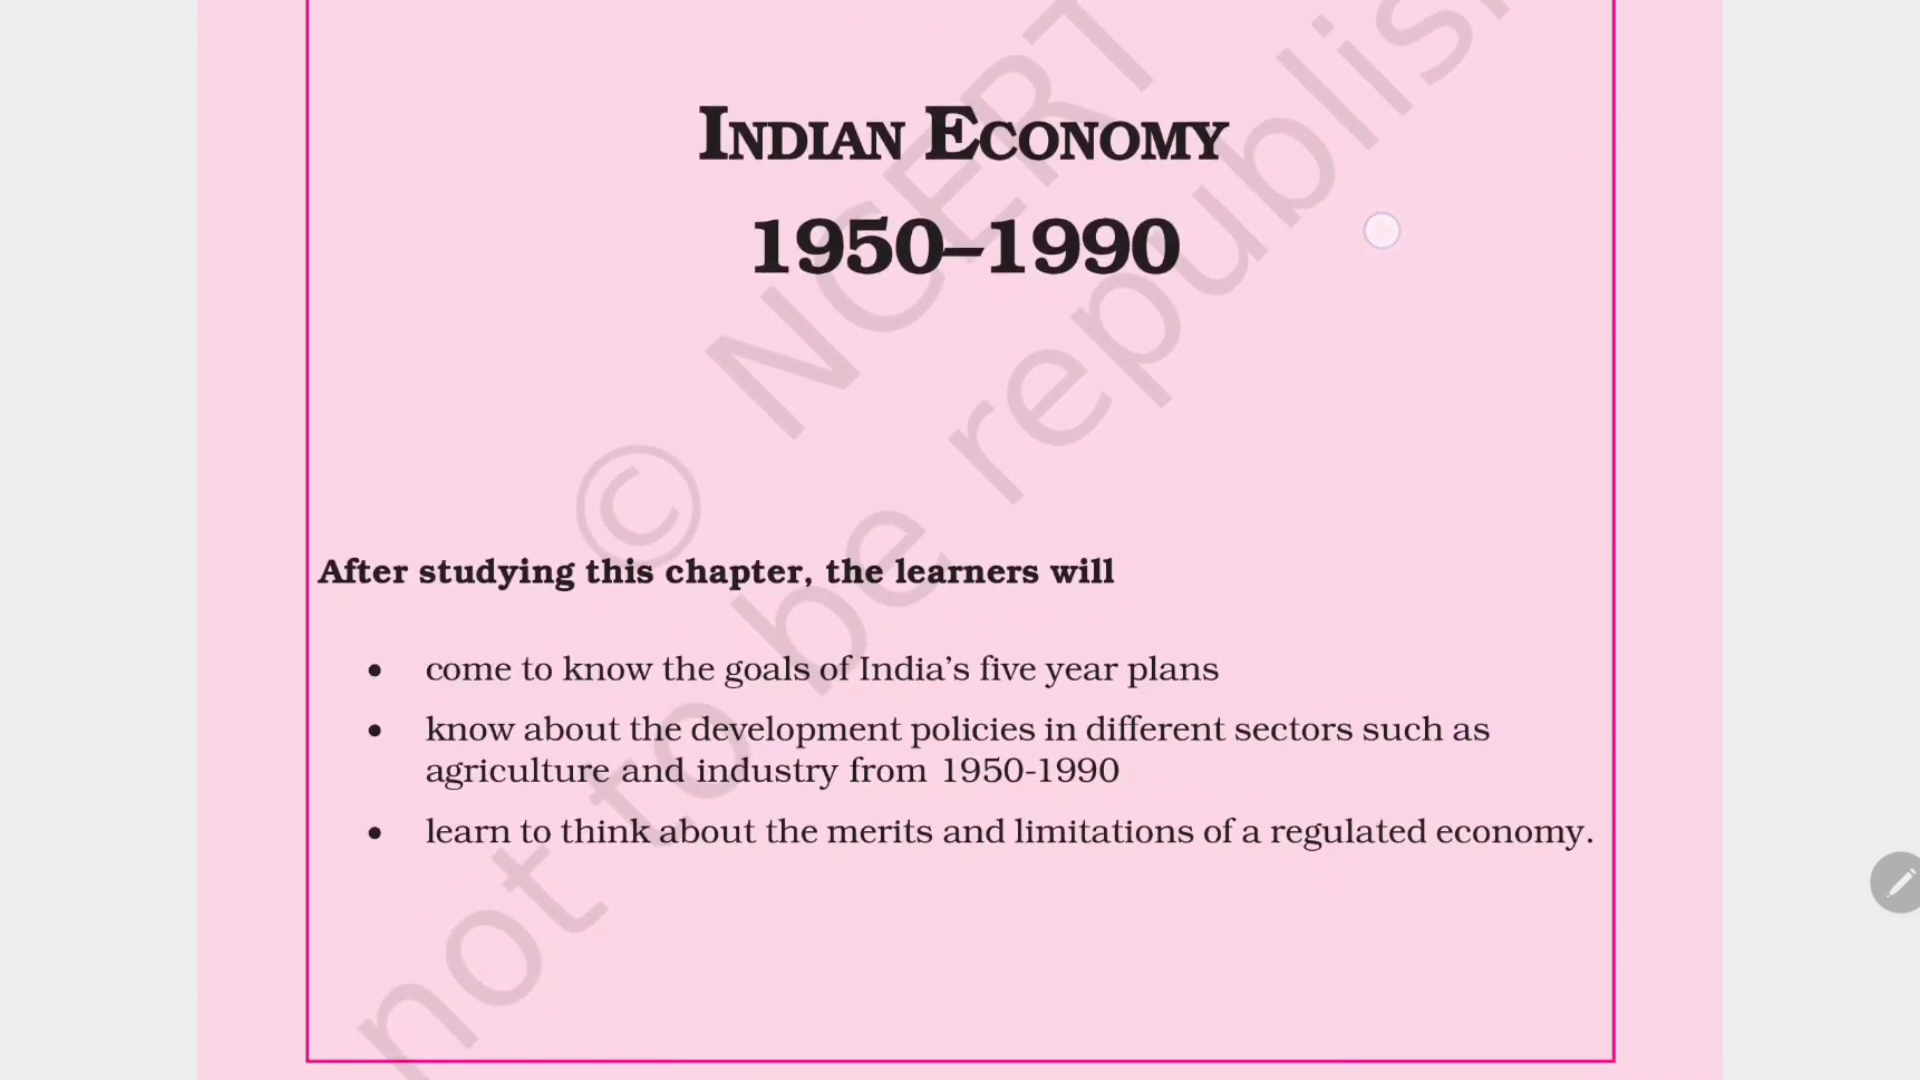 INDIAN ECONOMY
1950–1990
After studying this chapter, the learners will
• come to know the goals of India's five year plans
• know about the development policies in different sectors such as
agriculture and industry from 1950-1990
• learn to think about the merits and limitations of a regulated economy.
© NCERT
not to be republis